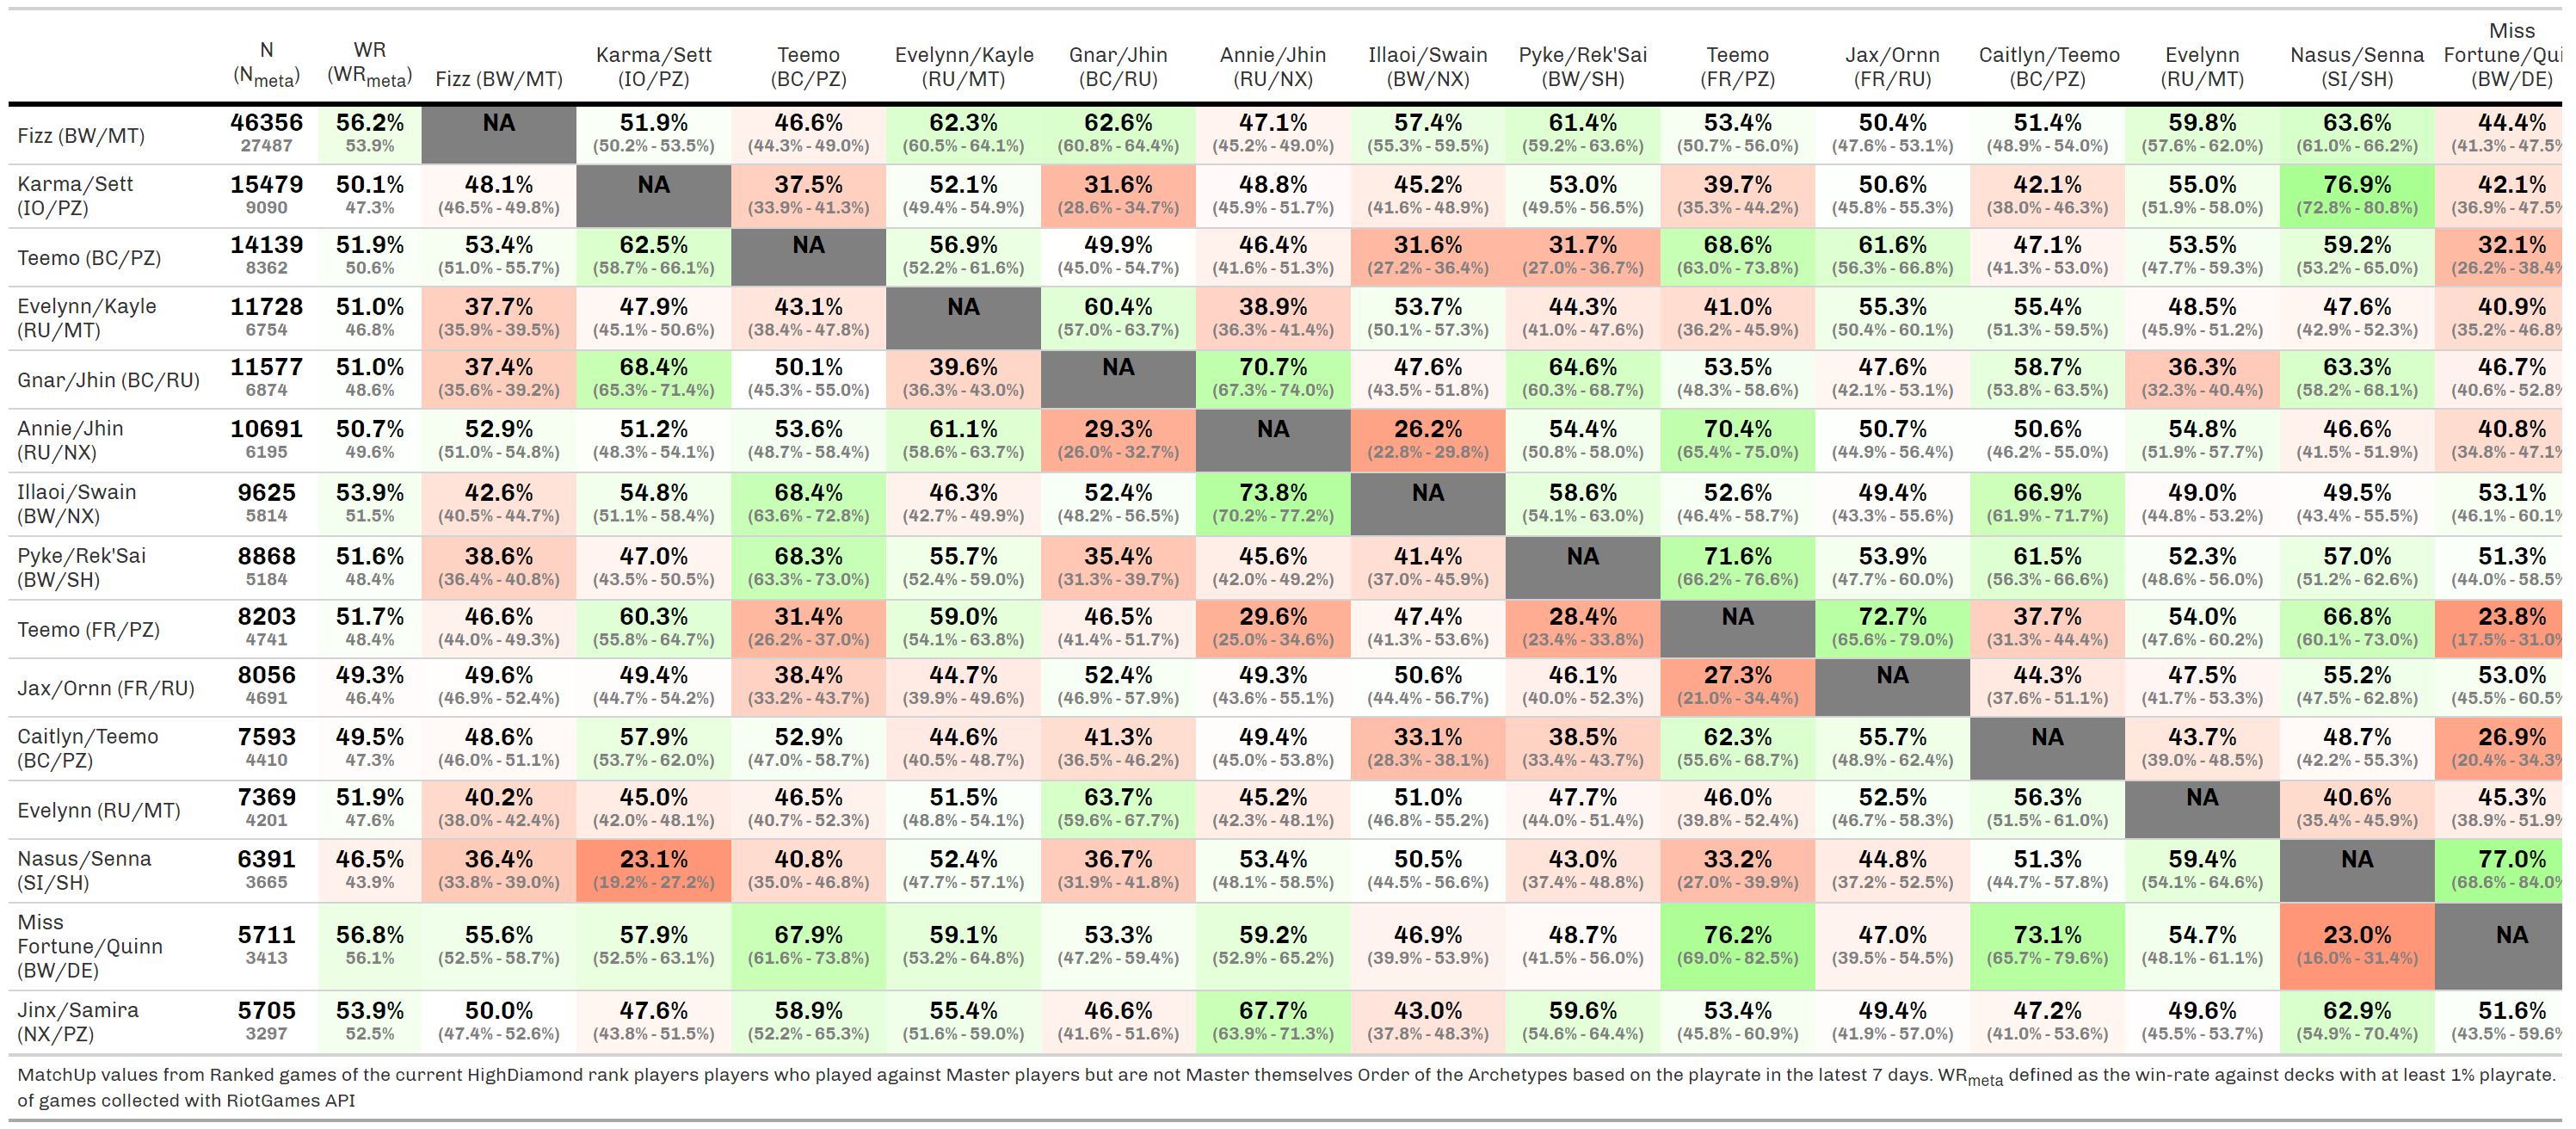 N (N_meta) WR (WR_meta) Fizz (BW/MT) Karma/Sett (IO/PZ) Teemo (BC/PZ) Evelynn/Kayle (RU/MT) Gnar/Jhin (BC/RU) Annie/Jhin (RU/NX) Illaoi/Swain (BW/NX) Pyke/Rek'Sai (BW/SH) Teemo (FR/PZ) Jax/Ornn (FR/RU) Caitlyn/Teemo (BC/PZ) Evelynn (RU/MT) Nasus/Senna (SI/SH) Miss Fortune/Qui (BW/DE)
Fizz (BW/MT) 46356 56.2% NA 51.9% 46.6% 62.3% 62.6% 47.1% 57.4% 61.4% 53.4% 50.4% 51.4% 59.8% 63.6% 44.4%
27487 53.9% (50.2% - 53.5%) (44.3% - 49.0%) (60.5% - 64.1%) (60.8% - 64.4%) (45.2% - 49.0%) (55.3% - 59.5%) (59.2% - 63.6%) (50.7% - 56.0%) (47.6% - 53.1%) (48.9% - 54.0%) (57.6% - 62.0%) (61.0% - 66.2%) (41.3% - 47.5%
Karma/Sett 15479 50.1% 48.1% NA 37.5% 52.1% 31.6% 48.8% 45.2% 53.0% 39.7% 50.6% 42.1% 55.0% 76.9% 42.1%
(IO/PZ) 9090 47.3% (46.5% - 49.8%) (33.9% - 41.3%) (49.4% - 54.9%) (28.6% - 34.7%) (45.9% - 51.7%) (41.6% - 48.9%) (49.5% - 56.5%) (35.3% - 44.2%) (45.8% - 55.3%) (38.0% - 46.3%) (51.9% - 58.0%) (72.8% - 80.8%) (36.9% - 47.5%
Teemo (BC/PZ) 14139 51.9% 53.4% 62.5% NA 56.9% 49.9% 46.4% 31.6% 31.7% 68.6% 61.6% 47.1% 53.5% 59.2% 32.1%
8362 50.6% (51.0% - 55.7%) (58.7% - 66.1%) (52.2% - 61.6%) (45.0% - 54.7%) (41.6% - 51.3%) (27.2% - 36.4%) (27.0% - 36.7%) (63.0% - 73.8%) (56.3% - 66.8%) (41.3% - 53.0%) (47.7% - 59.3%) (53.2% - 65.0%) (26.2% - 38.4%
Evelynn/Kayle 11728 51.0% 37.7% 47.9% 43.1% NA 60.4% 38.9% 53.7% 44.3% 41.0% 55.3% 55.4% 48.5% 47.6% 40.9%
(RU/MT) 6754 46.8% (35.9% - 39.5%) (45.1% - 50.6%) (38.4% - 47.8%) (57.0% - 63.7%) (36.3% - 41.4%) (50.1% - 57.3%) (41.0% - 47.6%) (36.2% - 45.9%) (50.4% - 60.1%) (51.3% - 59.5%) (45.9% - 51.2%) (42.9% - 52.3%) (35.2% - 46.8%
Gnar/Jhin (BC/RU) 11577 51.0% 37.4% 68.4% 50.1% 39.6% NA 70.7% 47.6% 64.6% 53.5% 47.6% 58.7% 36.3% 63.3% 46.7%
6874 48.6% (35.6% - 39.2%) (65.3% - 71.4%) (45.3% - 55.0%) (36.3% - 43.0%) (67.3% - 74.0%) (43.5% - 51.8%) (60.3% - 68.7%) (48.3% - 58.6%) (42.1% - 53.1%) (53.8% - 63.5%) (32.3% - 40.4%) (58.2% - 68.1%) (40.6% - 52.8%
Annie/Jhin 10691 50.7% 52.9% 51.2% 53.6% 61.1% 29.3% NA 26.2% 54.4% 70.4% 50.7% 50.6% 54.8% 46.6% 40.8%
(RU/NX) 6195 49.6% (51.0% - 54.8%) (48.3% - 54.1%) (48.7% - 58.4%) (58.6% - 63.7%) (26.0% - 32.7%) (22.8% - 29.8%) (50.8% - 58.0%) (65.4% - 75.0%) (44.9% - 56.4%) (46.2% - 55.0%) (51.9% - 57.7%) (41.5% - 51.9%) (34.8% - 47.1%
Illaoi/Swain 9625 53.9% 42.6% 54.8% 68.4% 46.3% 52.4% 73.8% NA 58.6% 52.6% 49.4% 66.9% 49.0% 49.5% 53.1%
(BW/NX) 5814 51.5% (40.5% - 44.7%) (51.1% - 58.4%) (63.6% - 72.8%) (42.7% - 49.9%) (48.2% - 56.5%) (70.2% - 77.2%) (54.1% - 63.0%) (46.4% - 58.7%) (43.3% - 55.6%) (61.9% - 71.7%) (44.8% - 53.2%) (43.4% - 55.5%) (46.1% - 60.1%
Pyke/Rek'Sai 8868 51.6% 38.6% 47.0% 68.3% 55.7% 35.4% 45.6% 41.4% NA 71.6% 53.9% 61.5% 52.3% 57.0% 51.3%
(BW/SH) 5184 48.4% (36.4% - 40.8%) (43.5% - 50.5%) (63.3% - 73.0%) (52.4% - 59.0%) (31.3% - 39.7%) (42.0% - 49.2%) (37.0% - 45.9%) (66.2% - 76.6%) (47.7% - 60.0%) (56.3% - 66.6%) (48.6% - 56.0%) (51.2% - 62.6%) (44.0% - 58.5%
Teemo (FR/PZ) 8203 51.7% 46.6% 60.3% 31.4% 59.0% 46.5% 29.6% 47.4% 28.4% NA 72.7% 37.7% 54.0% 66.8% 23.8%
4741 48.4% (44.0% - 49.3%) (55.8% - 64.7%) (26.2% - 37.0%) (54.1% - 63.8%) (41.4% - 51.7%) (25.0% - 34.6%) (41.3% - 53.6%) (23.4% - 33.8%) (65.6% - 79.0%) (31.3% - 44.4%) (47.6% - 60.2%) (60.1% - 73.0%) (17.5% - 31.0%
Jax/Ornn (FR/RU) 8056 49.3% 49.6% 49.4% 38.4% 44.7% 52.4% 49.3% 50.6% 46.1% 27.3% NA 44.3% 47.5% 55.2% 53.0%
4691 46.4% (46.9% - 52.4%) (44.7% - 54.2%) (33.2% - 43.7%) (39.9% - 49.6%) (46.9% - 57.9%) (43.6% - 55.1%) (44.4% - 56.7%) (40.0% - 52.3%) (21.0% - 34.4%) (37.6% - 51.1%) (41.7% - 53.3%) (47.5% - 62.8%) (45.5% - 60.5%
Caitlyn/Teemo 7593 49.5% 48.6% 57.9% 52.9% 44.6% 41.3% 49.4% 33.1% 38.5% 62.3% 55.7% NA 43.7% 48.7% 26.9%
(BC/PZ) 4410 47.3% (46.0% - 51.1%) (53.7% - 62.0%) (47.0% - 58.7%) (40.5% - 48.7%) (36.5% - 46.2%) (45.0% - 53.8%) (28.3% - 38.1%) (33.4% - 43.7%) (55.6% - 68.7%) (48.9% - 62.4%) (39.0% - 48.5%) (42.2% - 55.3%) (20.4% - 34.3%
Evelynn (RU/MT) 7369 51.9% 40.2% 45.0% 46.5% 51.5% 63.7% 45.2% 51.0% 47.7% 46.0% 52.5% 56.3% NA 40.6% 45.3%
4201 47.6% (38.0% - 42.4%) (42.0% - 48.1%) (40.7% - 52.3%) (48.8% - 54.1%) (59.6% - 67.7%) (42.3% - 48.1%) (46.8% - 55.2%) (44.0% - 51.4%) (39.8% - 52.4%) (46.7% - 58.3%) (51.5% - 61.0%) (35.4% - 45.9%) (38.9% - 51.9%
Nasus/Senna 6391 46.5% 36.4% 23.1% 40.8% 52.4% 36.7% 53.4% 50.5% 43.0% 33.2% 44.8% 51.3% 59.4% NA 77.0%
(SI/SH) 3665 43.9% (33.8% - 39.0%) (19.2% - 27.2%) (35.0% - 46.8%) (47.7% - 57.1%) (31.9% - 41.8%) (48.1% - 58.5%) (44.5% - 56.6%) (37.4% - 48.8%) (27.0% - 39.9%) (37.2% - 52.5%) (44.7% - 57.8%) (54.1% - 64.6%) (68.6% - 84.0%
Miss
Fortune/Quinn 5711 56.8% 55.6% 57.9% 67.9% 59.1% 53.3% 59.2% 46.9% 48.7% 76.2% 47.0% 73.1% 54.7% 23.0% NA
(BW/DE) 3413 56.1% (52.5% - 58.7%) (52.5% - 63.1%) (61.6% - 73.8%) (53.2% - 64.8%) (47.2% - 59.4%) (52.9% - 65.2%) (39.9% - 53.9%) (41.5% - 56.0%) (69.0% - 82.5%) (39.5% - 54.5%) (65.7% - 79.6%) (48.1% - 61.1%) (16.0% - 31.4%)
Jinx/Samira 5705 53.9% 50.0% 47.6% 58.9% 55.4% 46.6% 67.7% 43.0% 59.6% 53.4% 49.4% 47.2% 49.6% 62.9% 51.6%
(NX/PZ) 3297 52.5% (47.4% - 52.6%) (43.8% - 51.5%) (52.2% - 65.3%) (51.6% - 59.0%) (41.6% - 51.6%) (63.9% - 71.3%) (37.8% - 48.3%) (54.6% - 64.4%) (45.8% - 60.9%) (41.9% - 57.0%) (41.0% - 53.6%) (45.5% - 53.7%) (54.9% - 70.4%) (43.5% - 59.6%
MatchUp values from Ranked games of the current HighDiamond rank players players who played against Master players but are not Master themselves Order of the Archetypes based on the playrate in the latest 7 days. WR_meta defined as the win-rate against decks with at least 1% playrate.
of games collected with RiotGames API